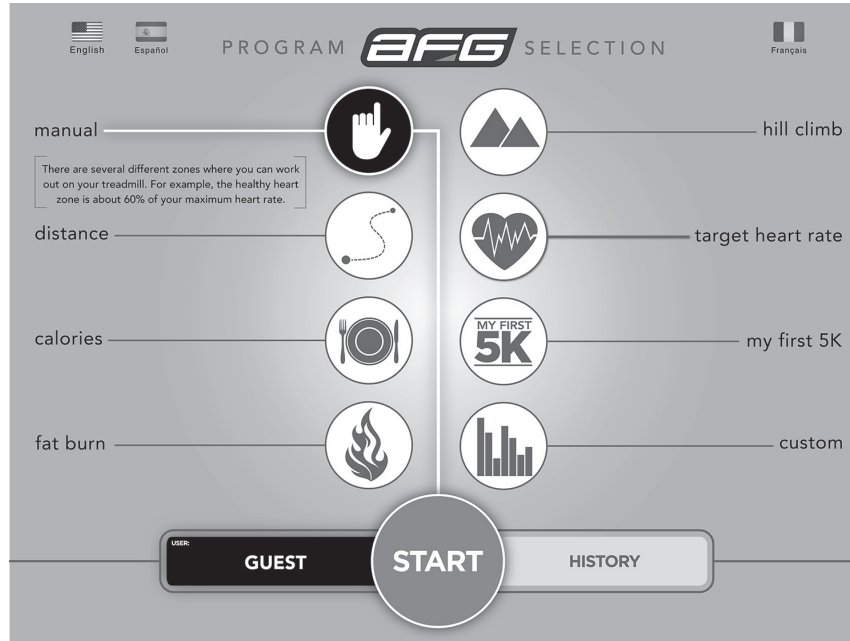 English
Español
PROGRAM AFG SELECTION
Français
manual
There are several different zones where you can work
out on your treadmill. For example, the healthy heart
zone is about 60% of your maximum heart rate.
distance
calories
fat burn
hill climb
target heart rate
MY FIRST
5K
my first 5K
custom
USER:
GUEST
START
HISTORY